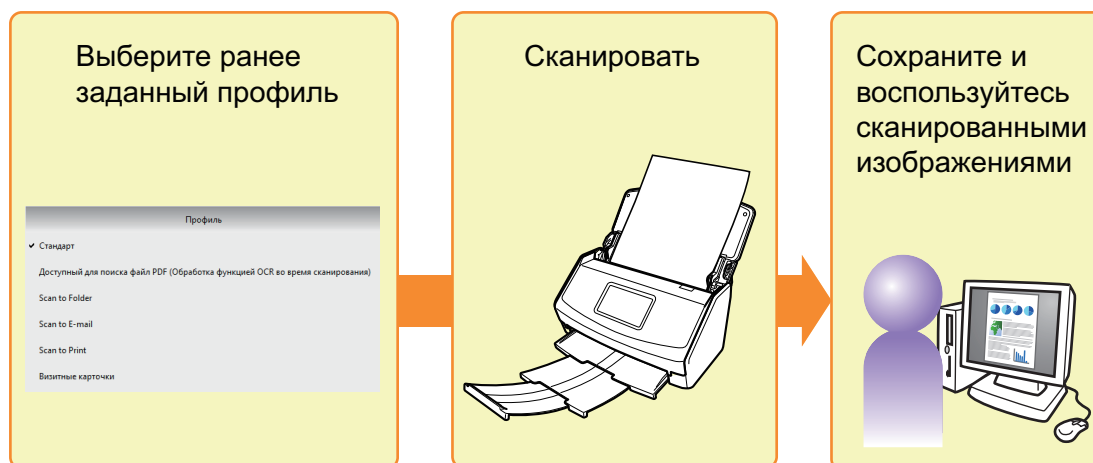 Выберите ранее
заданный профиль
Профиль
✔ Стандарт
Доступный для поиска файл PDF (Обработка функцией OCR во время сканирования)
Scan to Folder
Scan to E-mail
Scan to Print
Визитные карточки
Сканировать
Сохраните и
воспользуйтесь
сканированными
изображениями